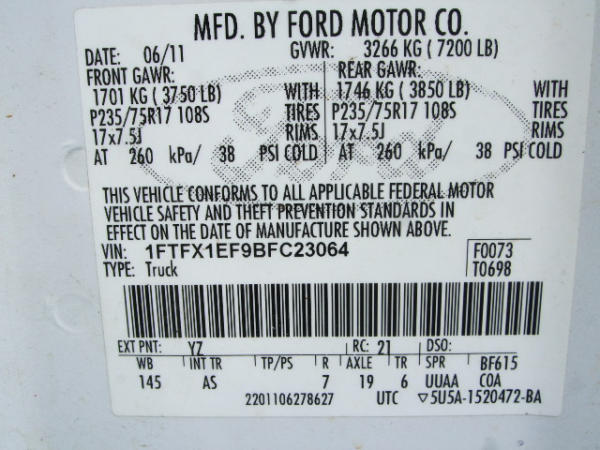 MFD. BY FORD MOTOR CO.
DATE: 06/11 GVWR: 3266 KG ( 7200 LB)
FRONT GAWR: REAR GAWR:
1701 KG ( 3750 LB) WITH 1746 KG ( 3850 LB) WITH
P235/75R17 108S TIRES P235/75R17 108S TIRES
17x7.5J RIMS 17x7.5J RIMS
AT 260 kPa/ 38 PSI COLD AT 260 kPa/ 38 PSI COLD
THIS VEHICLE CONFORMS TO ALL APPLICABLE FEDERAL MOTOR
VEHICLE SAFETY AND THEFT PREVENTION STANDARDS IN
EFFECT ON THE DATE OF MANUFACTURE SHOWN ABOVE.
VIN: 1FTFX1EF9BFC23064 F0073
TYPE: Truck T0698
EXT PNT: YZ RC: 21 DSO:
WB INT TR TP/PS R AXLE TR SPR BF615
145 AS 7 19 6 UUAA COA
2201106278627 UTC ▽5U5A-1520472-BA
Ford